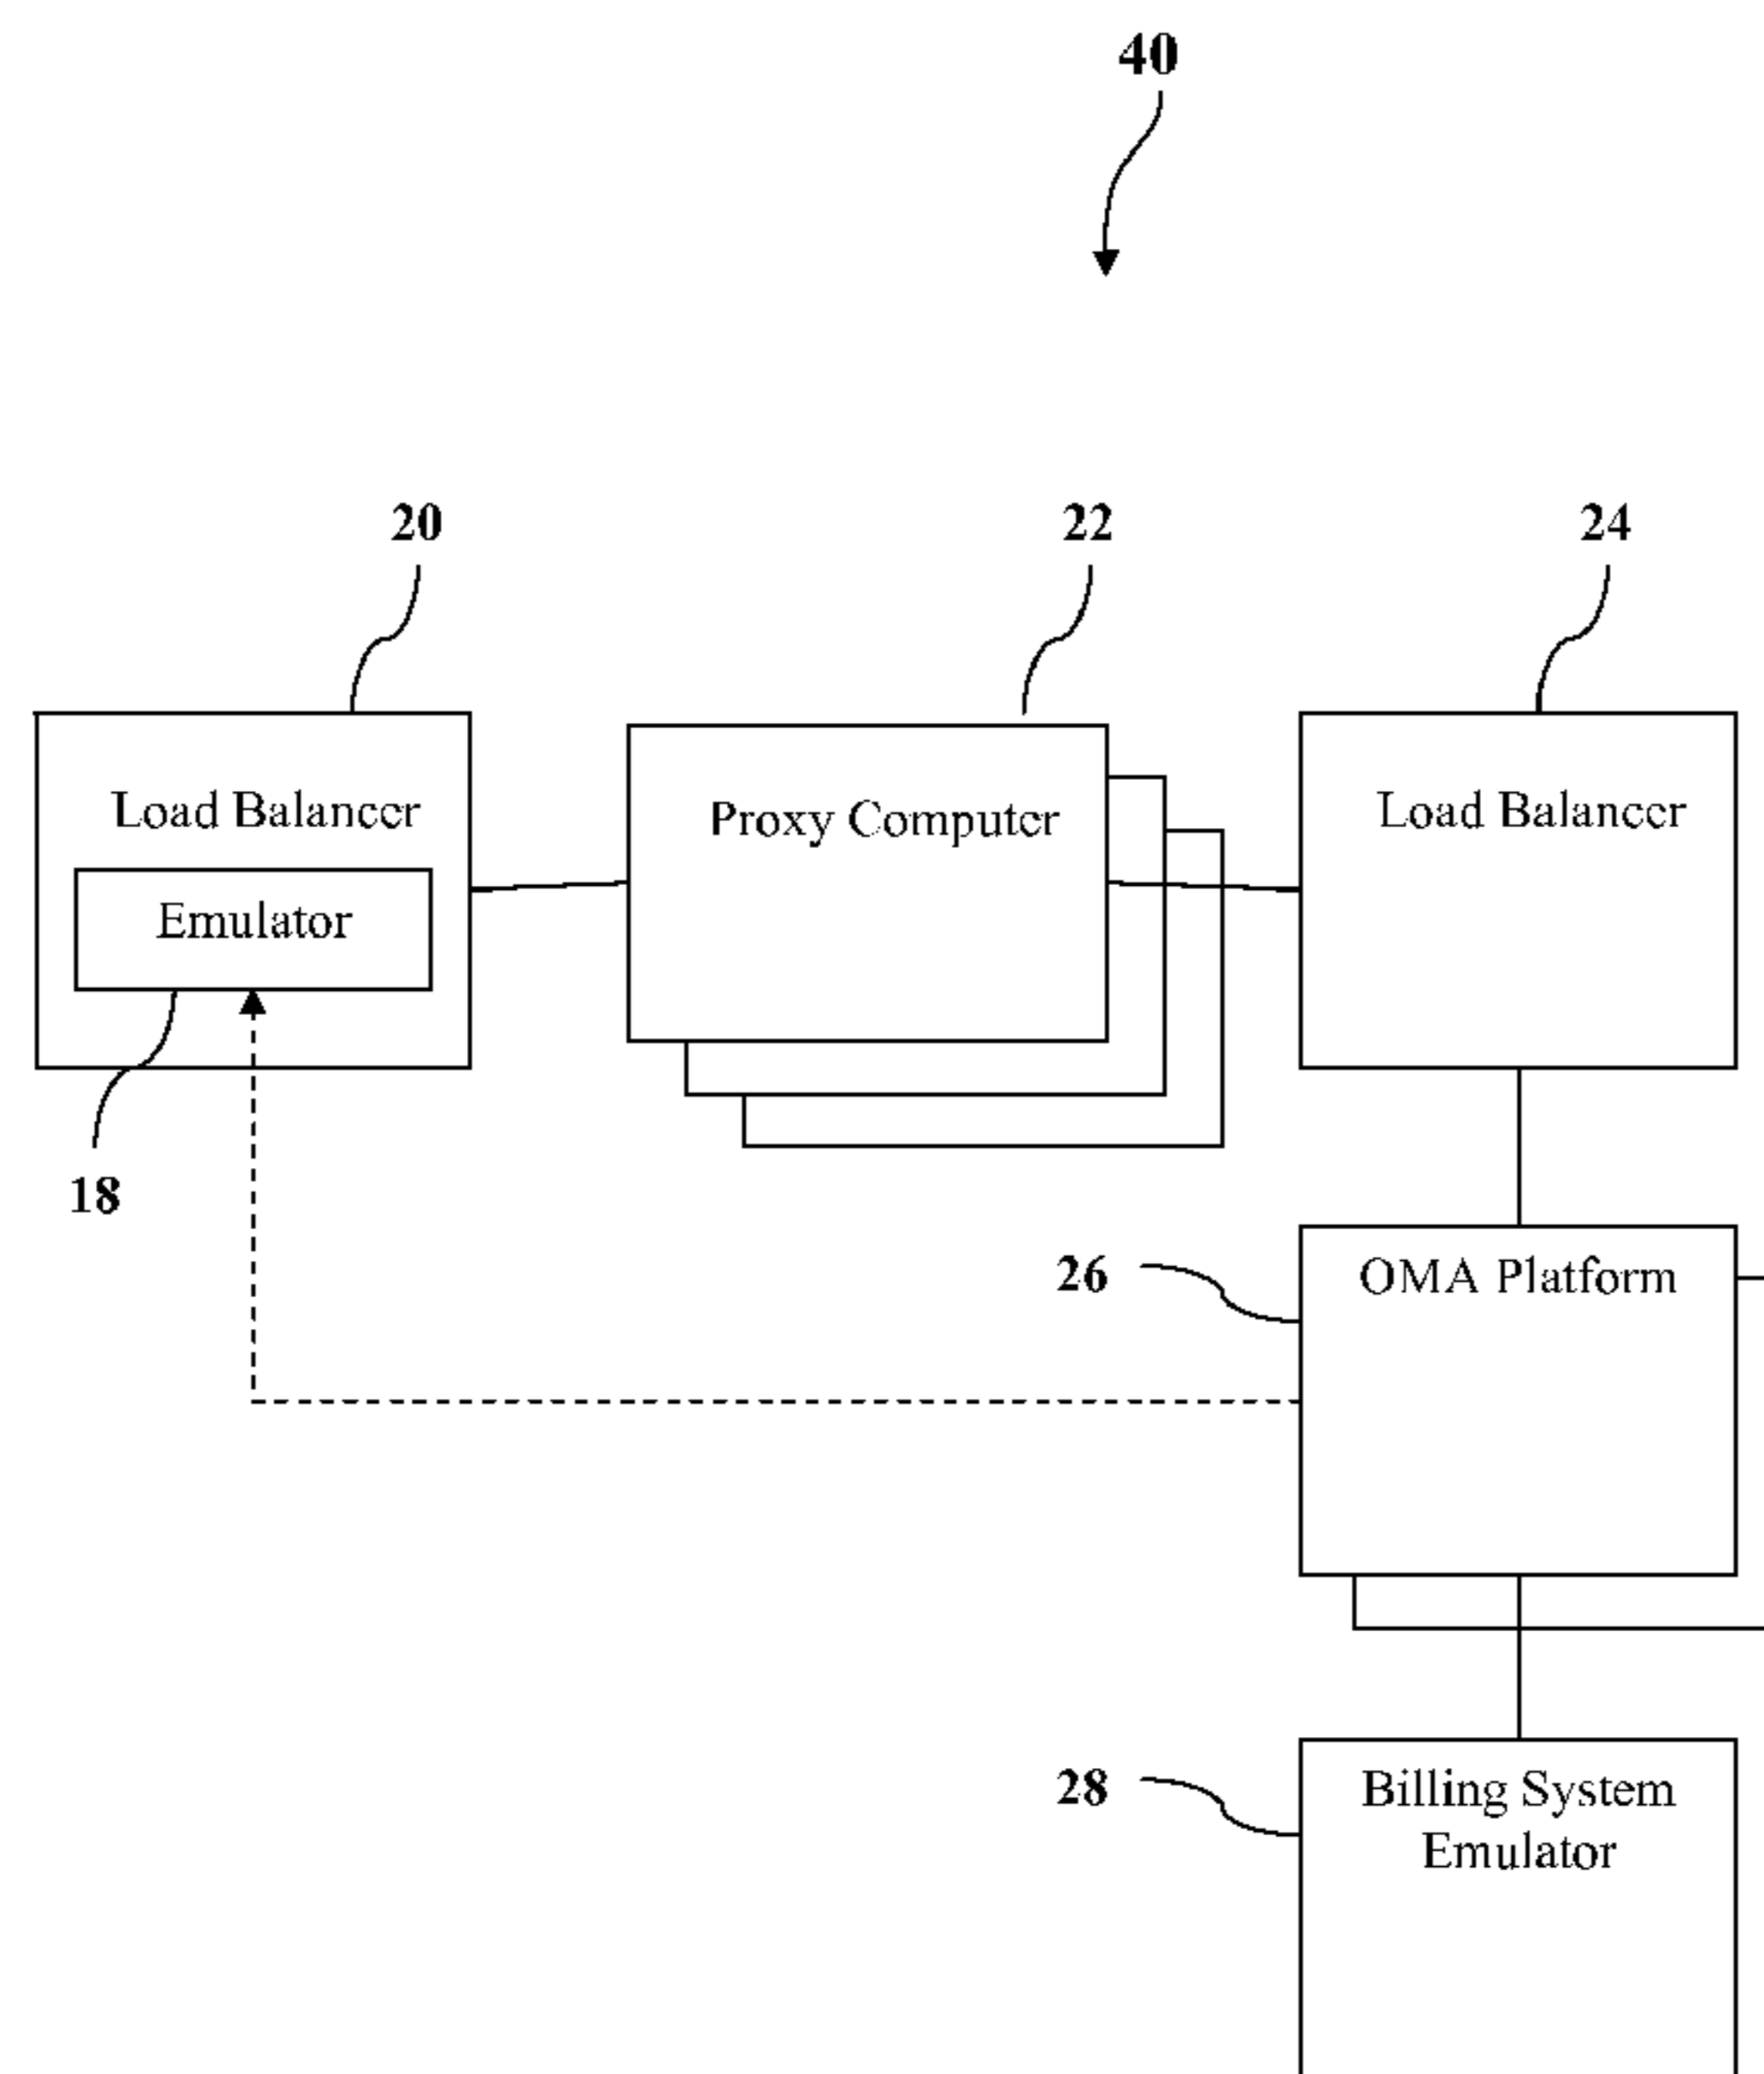 40
20
22
24
Load Balancer
Proxy Computer
Load Balancer
Emulator
18
26
OMA Platform
28
Billing System
Emulator